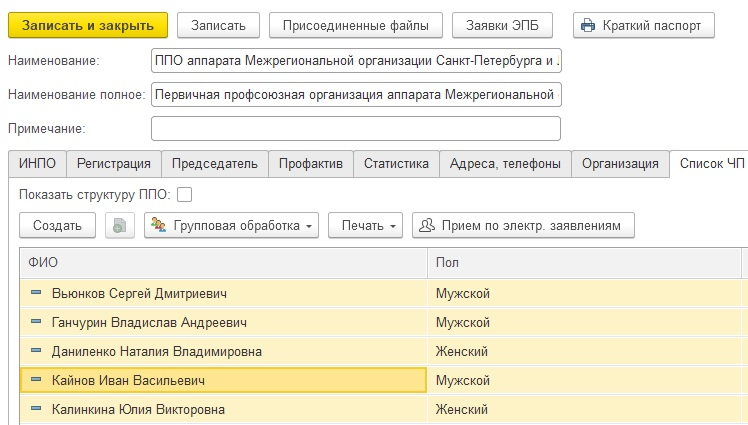 Записать и закрыть Записать Присоединенные файлы Заявки ЭПБ Краткий паспорт
Наименование: ППО аппарата Межрегиональной организации Санкт-Петербурга и
Наименование полное: Первичная профсоюзная организация аппарата Межрегиональной
Примечание:
ИНПО Регистрация Председатель Профактив Статистика Адреса, телефоны Организация Список ЧП
Показать структуру ППО:
Создать Групповая обработка Печать Прием по электр. заявлениям
ФИО Пол
Вьюнков Сергей Дмитриевич Мужской
Ганчурин Владислав Андреевич Мужской
Даниленко Наталия Владимировна Женский
Кайнов Иван Васильевич Мужской
Калинкина Юлия Викторовна Женский